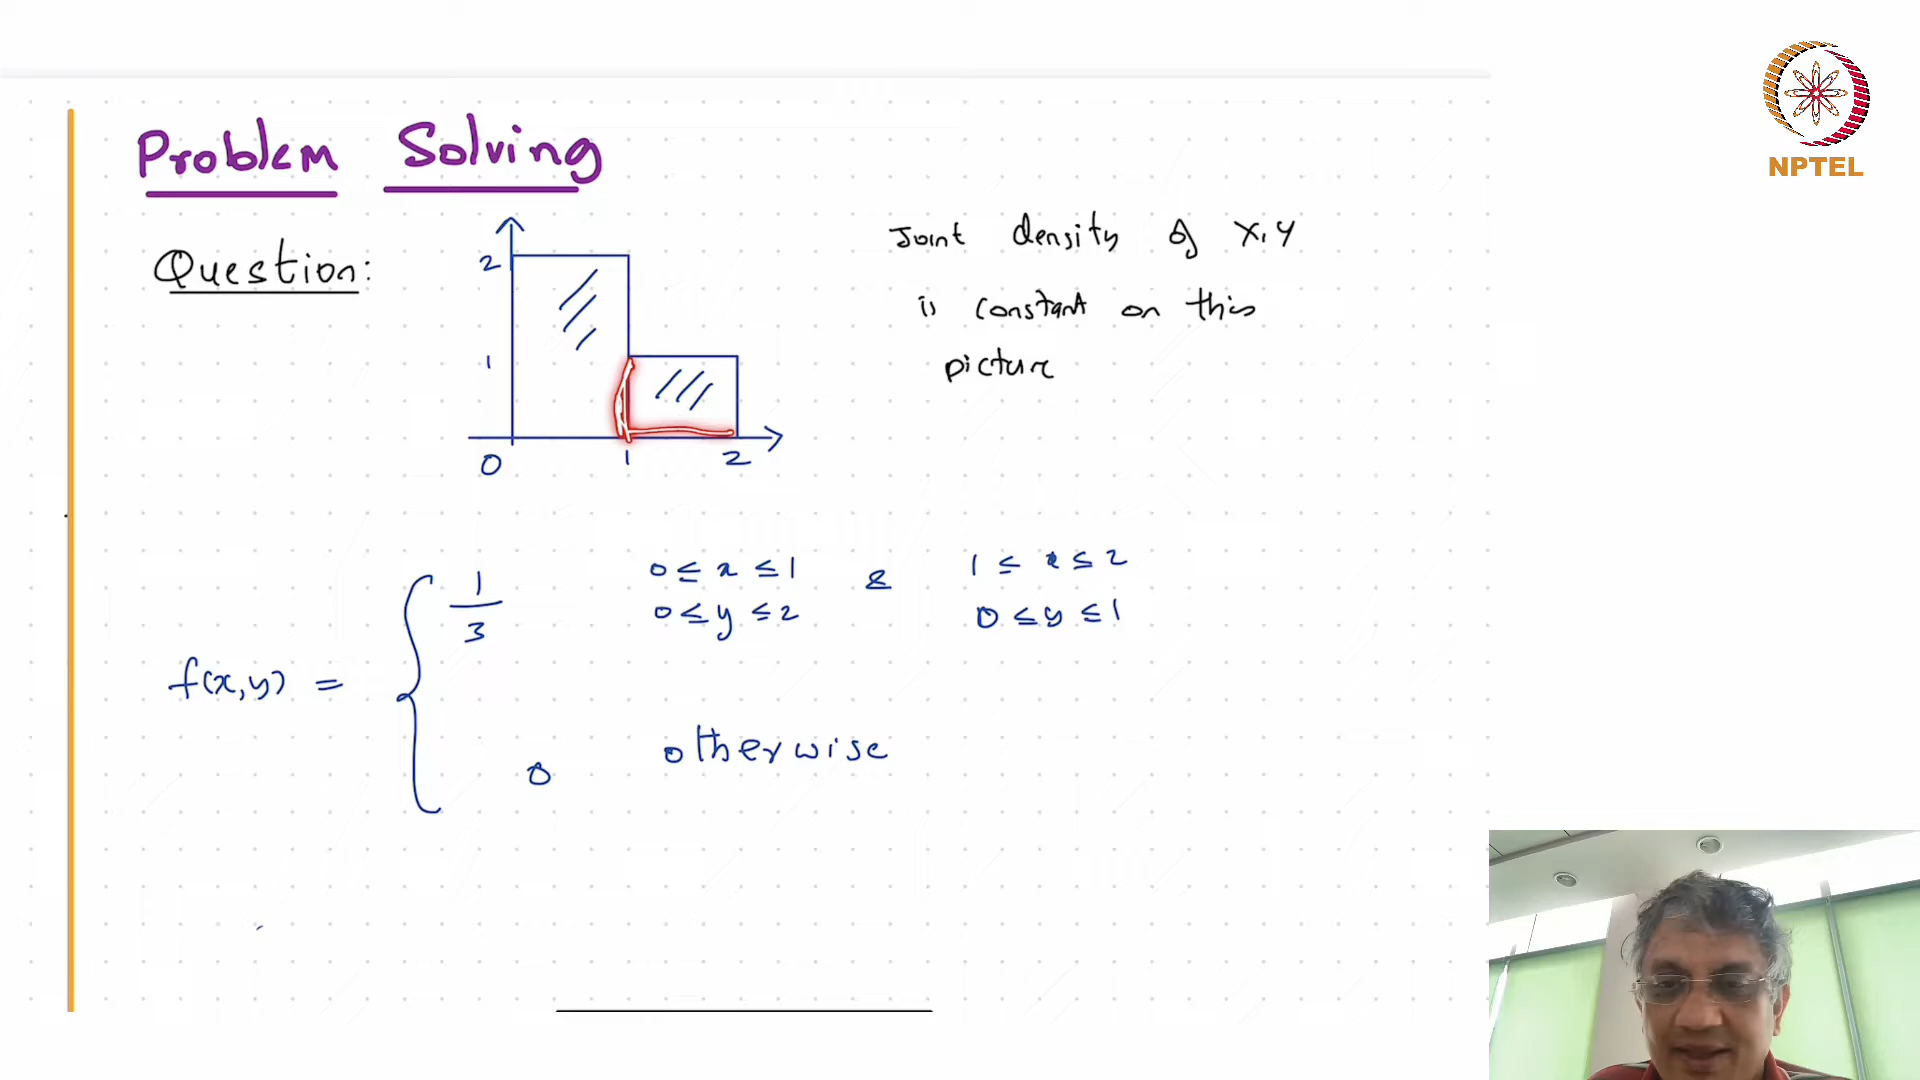 NPTEL
Problem Solving
Question:
2
1
0 1 2
Joint density of X, Y
is constant on this
picture
f(x,y) =
1/3 0 ≤ x ≤ 1 & 1 ≤ x ≤ 2
0 ≤ y ≤ 2 0 ≤ y ≤ 1
0 otherwise